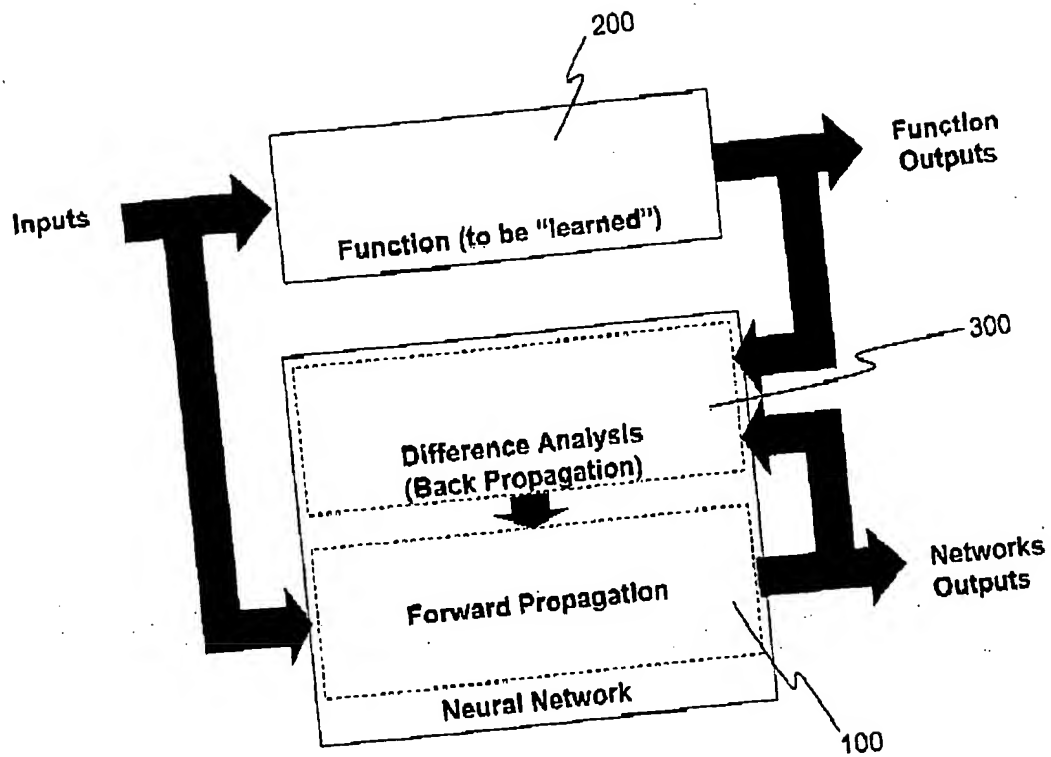 200
Function
Outputs
Inputs
Function (to be "learned")
300
Difference Analysis
(Back Propagation)
Networks
Outputs
Forward Propagation
Neural Network
100